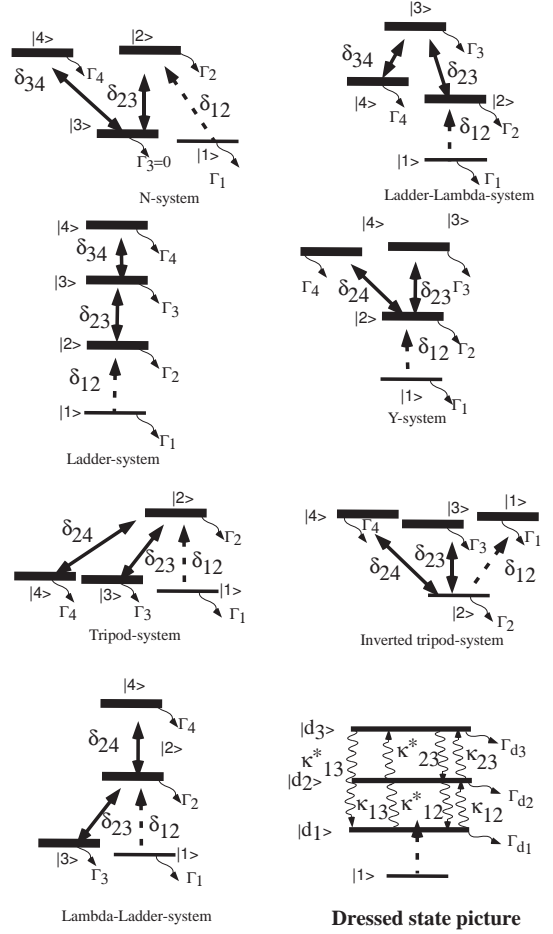 |4>
|2>
Γ4
Γ2
δ34
δ23
δ12
|3>
Γ3=0
|1>
Γ1
N-system
|3>
Γ3
δ34
δ23
|4>
|2>
Γ4
δ12
Γ2
|1>
Γ1
Ladder-Lambda-system
|4>
δ34
Γ4
|3>
δ23
Γ3
|2>
δ12
Γ2
|1>
Γ1
Ladder-system
|4>
|3>
Γ4
Γ3
δ24
δ23
|2>
Γ2
δ12
|1>
Γ1
Y-system
|2>
δ24
Γ2
δ23
δ12
|4>
|3>
|1>
Γ4
Γ3
Γ1
Tripod-system
|4>
|3>
|1>
Γ4
Γ3
Γ1
δ24
δ23
δ12
|2>
Γ2
Inverted tripod-system
|4>
Γ4
δ24
|2>
Γ2
δ23
δ12
|3>
|1>
Γ3
Γ1
Lambda-Ladder-system
|d3>
Γd3
κ*13
κ*23
κ23
|d2>
Γd2
κ13
κ*12
κ12
|d1>
Γd1
|1>
Dressed state picture